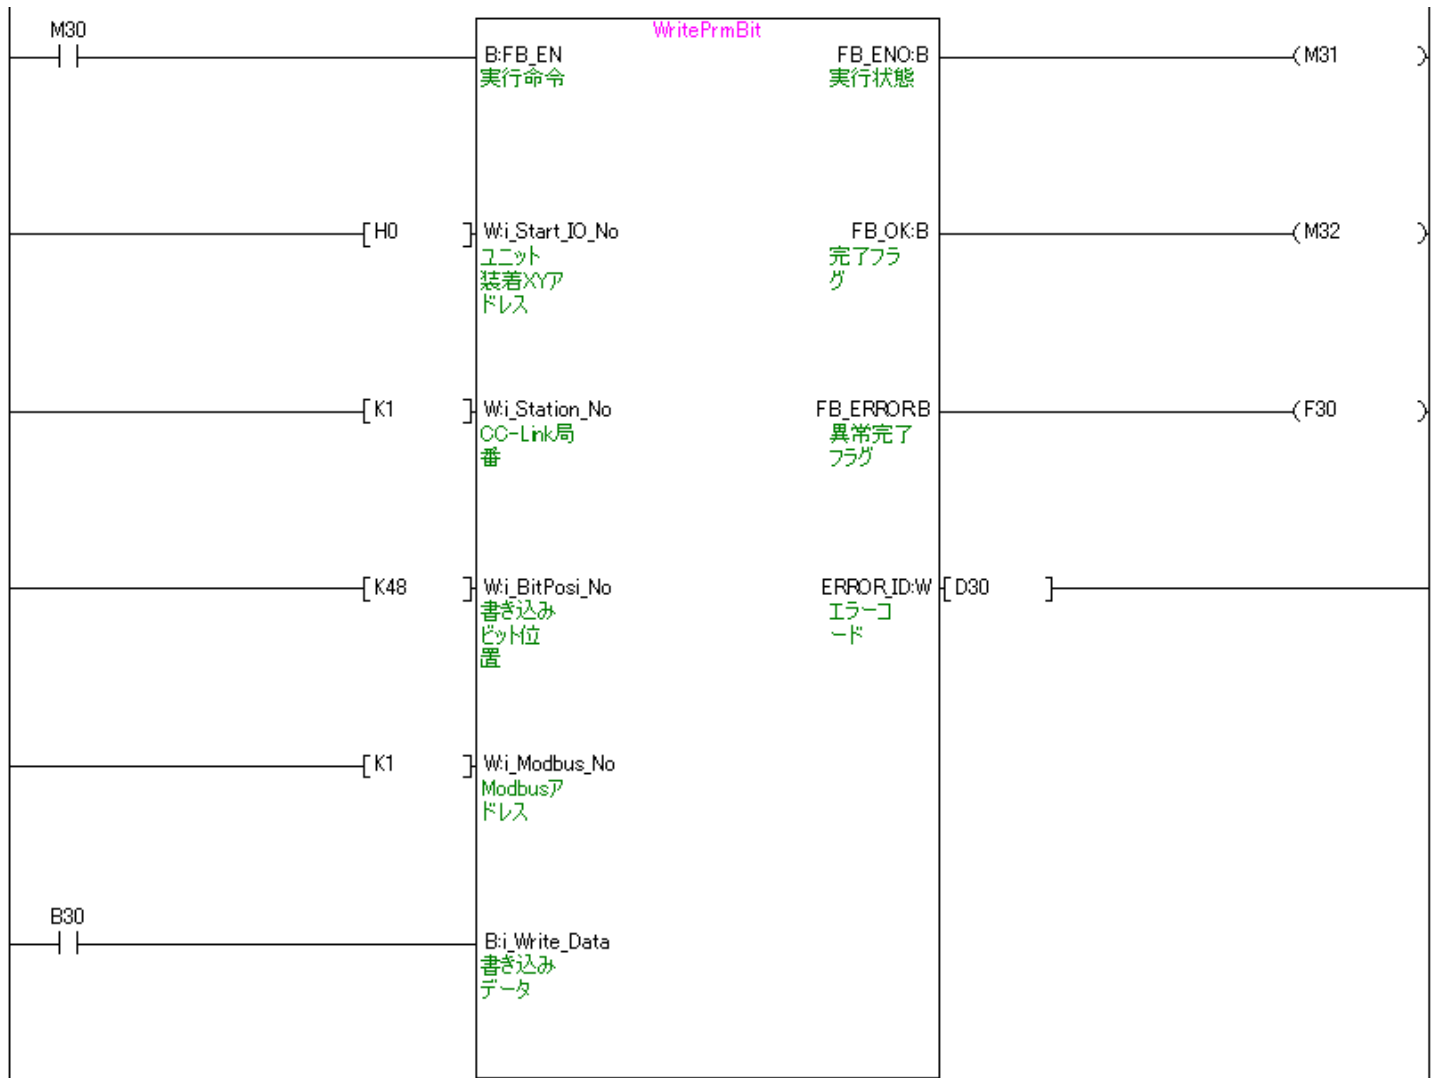 WritePrmBit
M30
B:FB_EN
実行命令
FB_ENO:B
実行状態
(M31 )
[H0 ]
W:i_Start_IO_No
ユニット
装着XYア
ドレス
FB_OK:B
完了フラ
グ
(M32 )
[K1 ]
W:i_Station_No
CC-Link局
番
FB_ERROR:B
異常完了
フラグ
(F30 )
[K48 ]
W:i_BitPosi_No
書き込み
ビット位
置
ERROR_ID:W
エラーコ
ード
[D30 ]
[K1 ]
W:i_Modbus_No
Modbusア
ドレス
B30
B:i_Write_Data
書き込み
データ